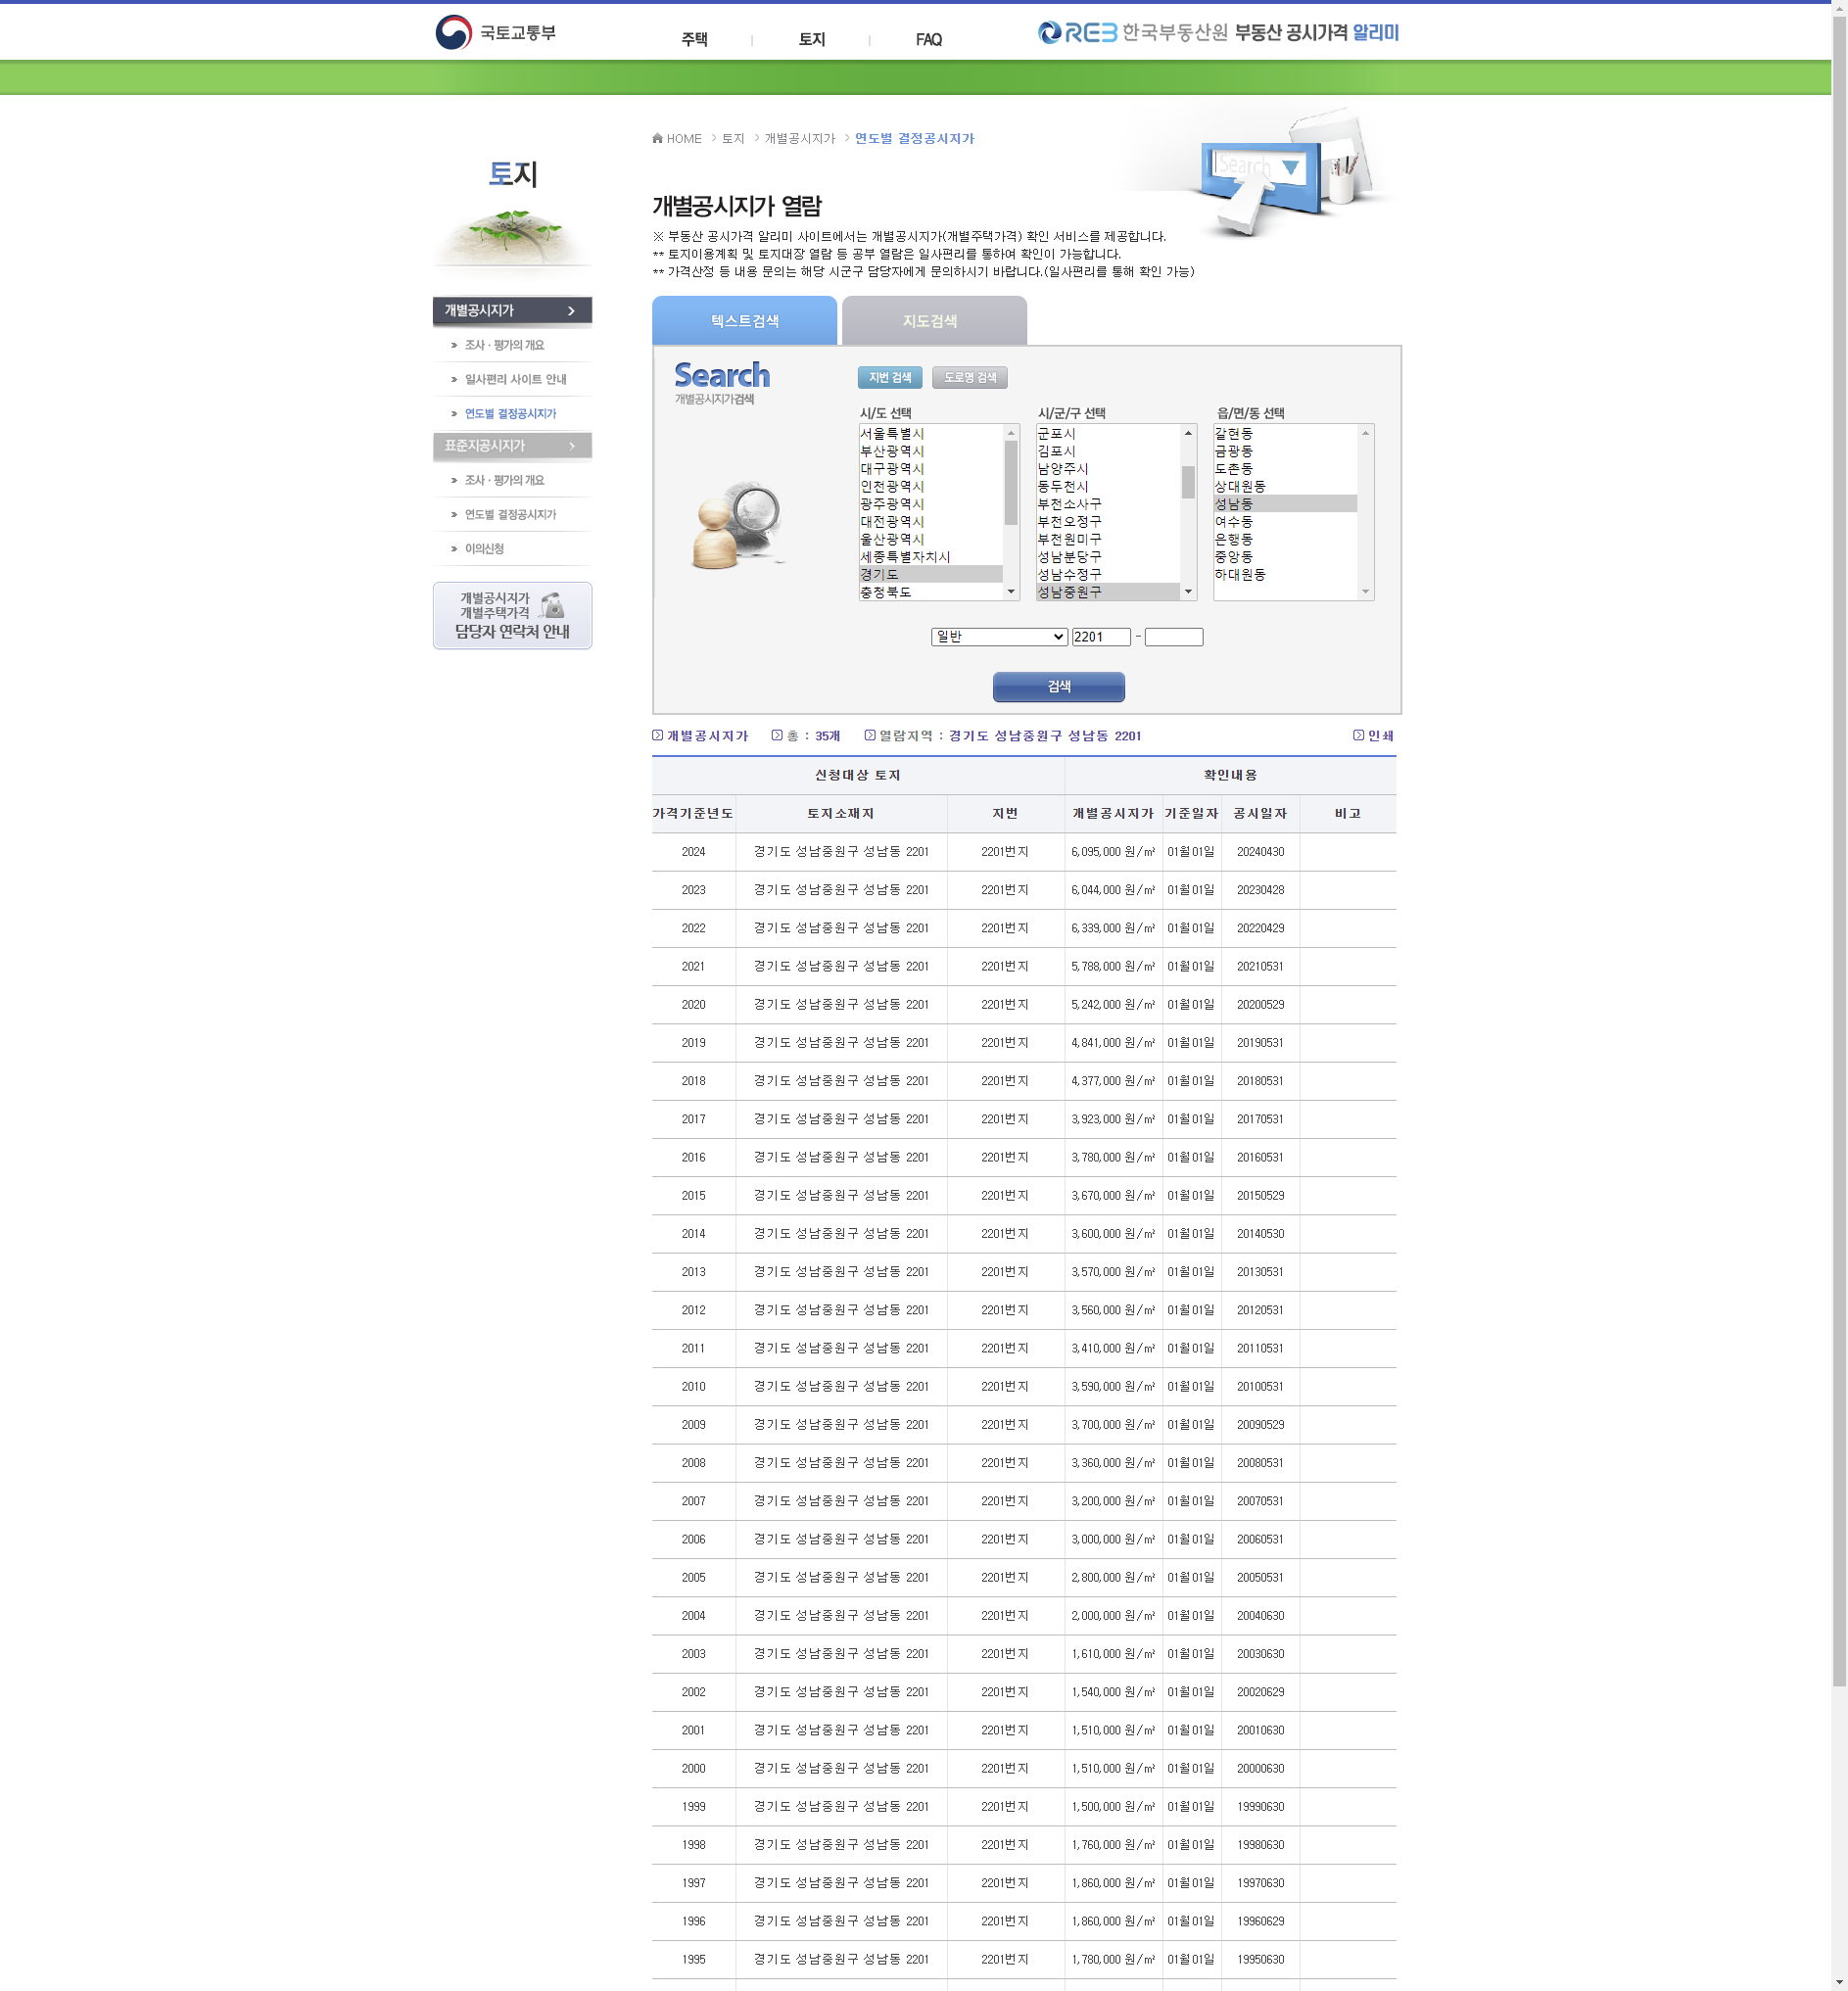 국토교통부
주택
토지
FAQ
REB 한국부동산원 부동산 공시가격 알리미
HOME > 토지 > 개별공시지가 > 연도별 결정공시지가
Search
토지
개별공시지가 열람
※ 부동산 공시가격 알리미 사이트에서는 개별공시지가(개별주택가격) 확인 서비스를 제공합니다.
** 토지이용계획 및 토지대장 열람 등 공부 열람은 일사편리를 통하여 확인이 가능합니다.
** 가격산정 등 내용 문의는 해당 시군구 담당자에게 문의하시기 바랍니다.(일사편리를 통해 확인 가능)
개별공시지가
조사ㆍ평가의 개요
일사편리 사이트 안내
연도별 결정공시지가
표준지공시지가
조사ㆍ평가의 개요
연도별 결정공시지가
이의신청
개별공시지가
개별주택가격
담당자 연락처 안내
텍스트검색
지도검색
Search
개별공시지가검색
지번 검색
도로명 검색
시/도 선택
서울특별시
부산광역시
대구광역시
인천광역시
광주광역시
대전광역시
울산광역시
세종특별자치시
경기도
충청북도
시/군/구 선택
군포시
김포시
남양주시
동두천시
부천소사구
부천오정구
부천원미구
성남분당구
성남수정구
성남중원구
읍/면/동 선택
갈현동
금광동
도촌동
상대원동
성남동
여수동
은행동
중앙동
하대원동
일반 2201 -
검색
개별공시지가 총 : 35개 열람지역 : 경기도 성남중원구 성남동 2201 인쇄
신청대상 토지 확인내용
가격기준년도 토지소재지 지번 개별공시지가 기준일자 공시일자 비고
2024 경기도 성남중원구 성남동 2201 2201번지 6,095,000 원/㎡ 01월01일 20240430
2023 경기도 성남중원구 성남동 2201 2201번지 6,044,000 원/㎡ 01월01일 20230428
2022 경기도 성남중원구 성남동 2201 2201번지 6,339,000 원/㎡ 01월01일 20220429
2021 경기도 성남중원구 성남동 2201 2201번지 5,788,000 원/㎡ 01월01일 20210531
2020 경기도 성남중원구 성남동 2201 2201번지 5,242,000 원/㎡ 01월01일 20200529
2019 경기도 성남중원구 성남동 2201 2201번지 4,841,000 원/㎡ 01월01일 20190531
2018 경기도 성남중원구 성남동 2201 2201번지 4,377,000 원/㎡ 01월01일 20180531
2017 경기도 성남중원구 성남동 2201 2201번지 3,923,000 원/㎡ 01월01일 20170531
2016 경기도 성남중원구 성남동 2201 2201번지 3,780,000 원/㎡ 01월01일 20160531
2015 경기도 성남중원구 성남동 2201 2201번지 3,670,000 원/㎡ 01월01일 20150529
2014 경기도 성남중원구 성남동 2201 2201번지 3,600,000 원/㎡ 01월01일 20140530
2013 경기도 성남중원구 성남동 2201 2201번지 3,570,000 원/㎡ 01월01일 20130531
2012 경기도 성남중원구 성남동 2201 2201번지 3,560,000 원/㎡ 01월01일 20120531
2011 경기도 성남중원구 성남동 2201 2201번지 3,410,000 원/㎡ 01월01일 20110531
2010 경기도 성남중원구 성남동 2201 2201번지 3,590,000 원/㎡ 01월01일 20100531
2009 경기도 성남중원구 성남동 2201 2201번지 3,700,000 원/㎡ 01월01일 20090529
2008 경기도 성남중원구 성남동 2201 2201번지 3,360,000 원/㎡ 01월01일 20080531
2007 경기도 성남중원구 성남동 2201 2201번지 3,200,000 원/㎡ 01월01일 20070531
2006 경기도 성남중원구 성남동 2201 2201번지 3,000,000 원/㎡ 01월01일 20060531
2005 경기도 성남중원구 성남동 2201 2201번지 2,800,000 원/㎡ 01월01일 20050531
2004 경기도 성남중원구 성남동 2201 2201번지 2,000,000 원/㎡ 01월01일 20040630
2003 경기도 성남중원구 성남동 2201 2201번지 1,610,000 원/㎡ 01월01일 20030630
2002 경기도 성남중원구 성남동 2201 2201번지 1,540,000 원/㎡ 01월01일 20020629
2001 경기도 성남중원구 성남동 2201 2201번지 1,510,000 원/㎡ 01월01일 20010630
2000 경기도 성남중원구 성남동 2201 2201번지 1,510,000 원/㎡ 01월01일 20000630
1999 경기도 성남중원구 성남동 2201 2201번지 1,500,000 원/㎡ 01월01일 19990630
1998 경기도 성남중원구 성남동 2201 2201번지 1,760,000 원/㎡ 01월01일 19980630
1997 경기도 성남중원구 성남동 2201 2201번지 1,860,000 원/㎡ 01월01일 19970630
1996 경기도 성남중원구 성남동 2201 2201번지 1,860,000 원/㎡ 01월01일 19960629
1995 경기도 성남중원구 성남동 2201 2201번지 1,780,000 원/㎡ 01월01일 19950630